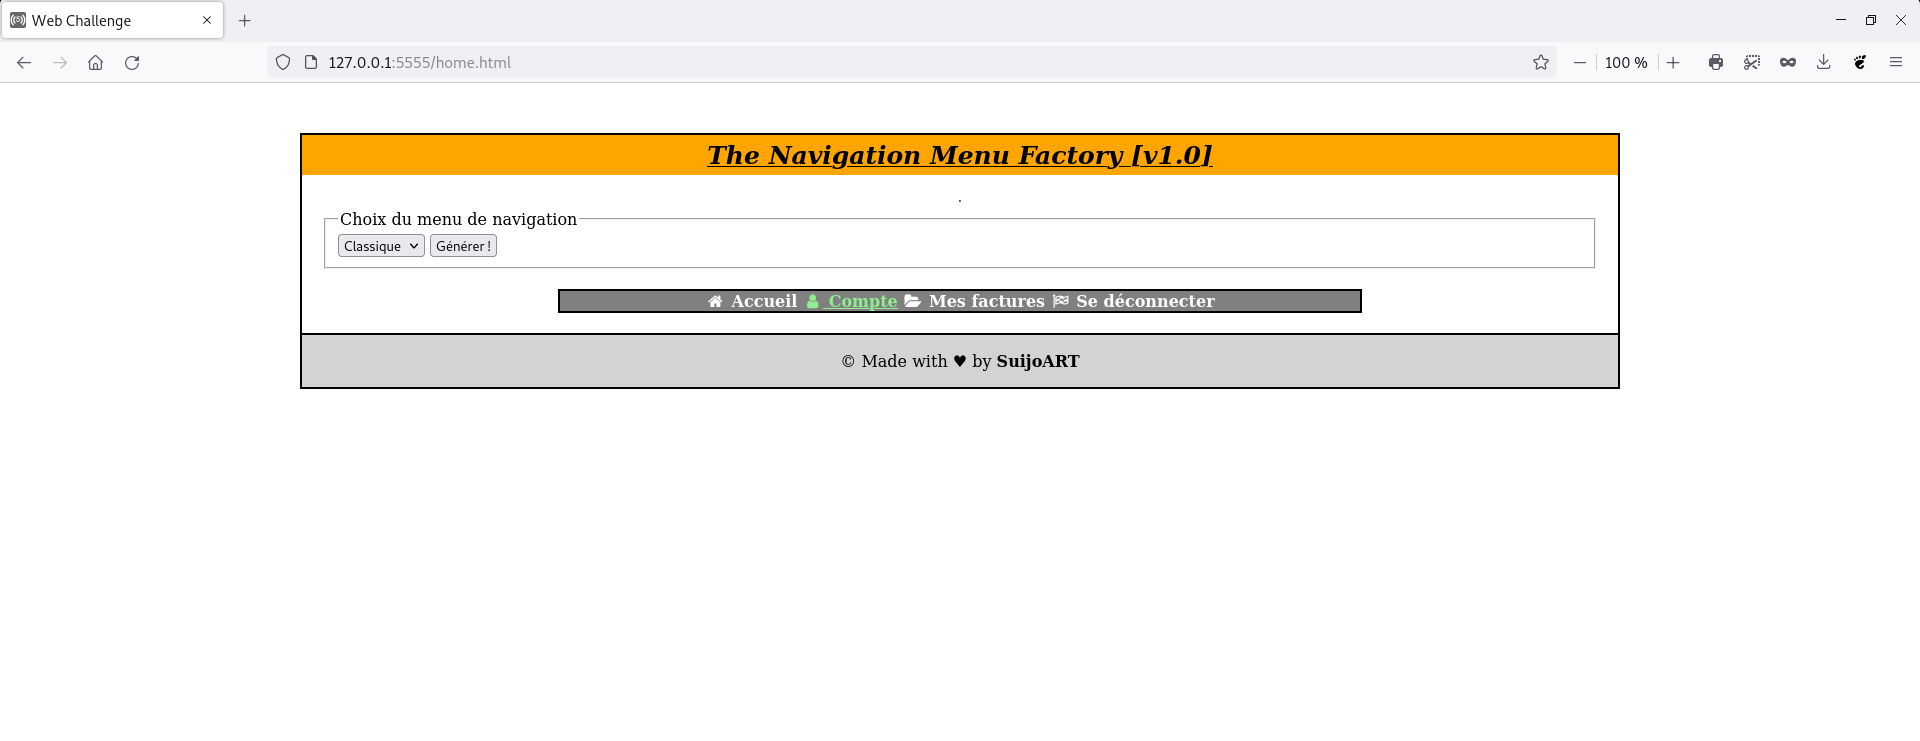 Web Challenge
127.0.0.1:5555/home.html
100 %
The Navigation Menu Factory [v1.0]
.
Choix du menu de navigation
Classique Générer !
Accueil Compte Mes factures Se déconnecter
© Made with ♥ by SuijoART